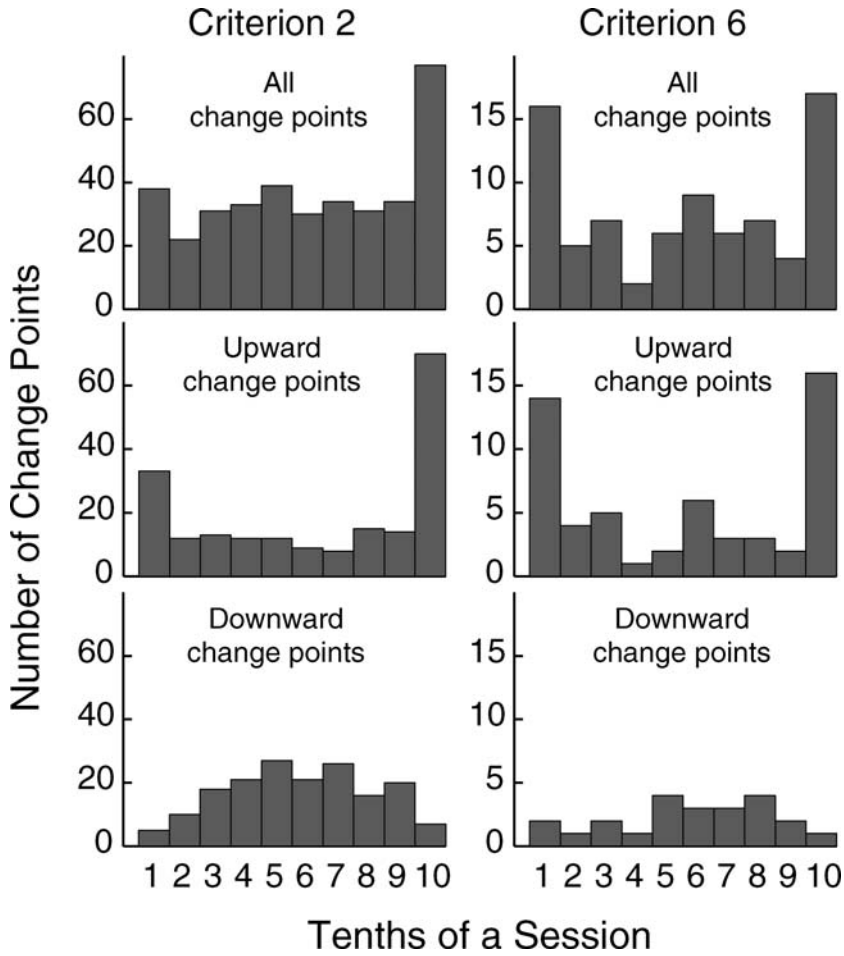 Criterion 2
Criterion 6
All
change points
60
40
20
0
All
change points
15
10
5
0
Number of Change Points
Upward
change points
60
40
20
0
Upward
change points
15
10
5
0
Downward
change points
60
40
20
0
Downward
change points
15
10
5
0
1 2 3 4 5 6 7 8 9 10
1 2 3 4 5 6 7 8 9 10
Tenths of a Session